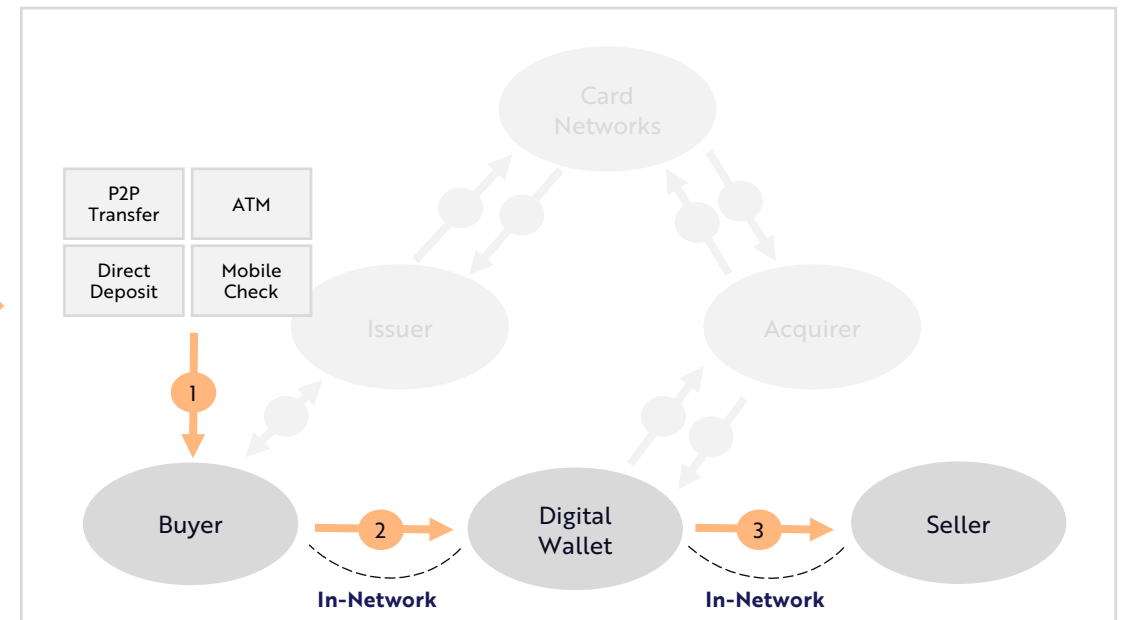 Card
Networks
P2P
Transfer
ATM
Direct
Deposit
Mobile
Check
Issuer
Acquirer
1
Buyer
2
Digital
Wallet
3
Seller
In-Network
In-Network